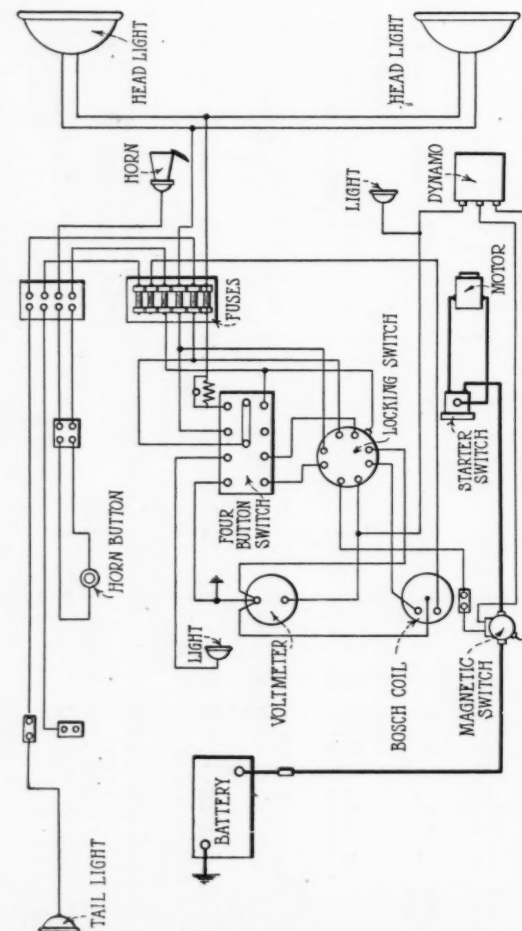 HEAD LIGHT
HEAD LIGHT
HORN
LIGHT
DYNAMO
FUSES
MOTOR
LOCKING SWITCH
STARTER
SWITCH
FOUR
BUTTON
SWITCH
HORN BUTTON
LIGHT
VOLTMETER
BOSCH COIL
MAGNETIC
SWITCH
BATTERY
TAIL LIGHT